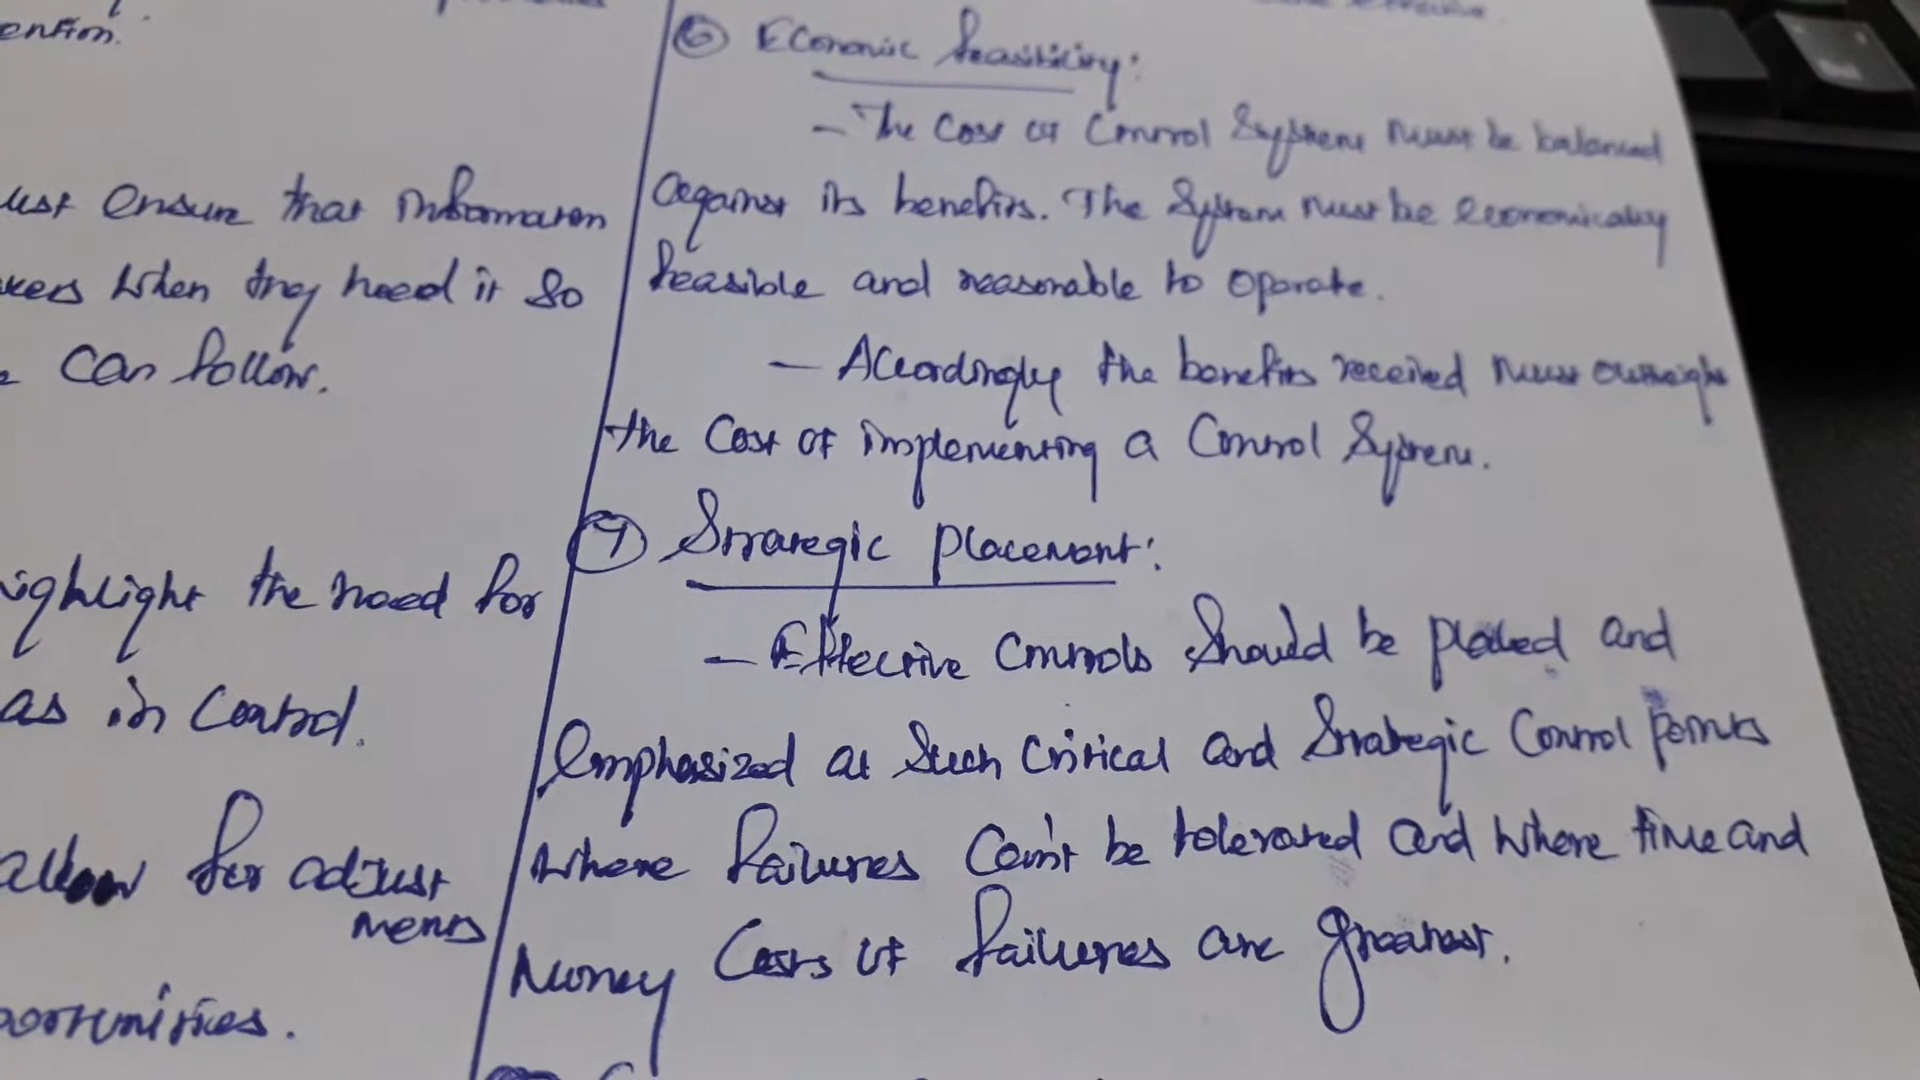 ention.
ust ensure that information
kers when they need it so
can follow.
highlight the need for
as in Control.
allow for adjust
ments
portunities.
⑥ Economic feasibility:
- The Cost of Control System must be balanced
against its benefits. The System must be economically
feasible and reasonable to operate.
- Accordingly the benefits received must outweigh
the Cost of implementing a Control System.
⑦ Strategic placement:
- Effective Controls Should be placed and
emphasized at Such Critical and Strategic Control points
where failures Can't be tolerated and where time and
Money Costs of failures are greatest.